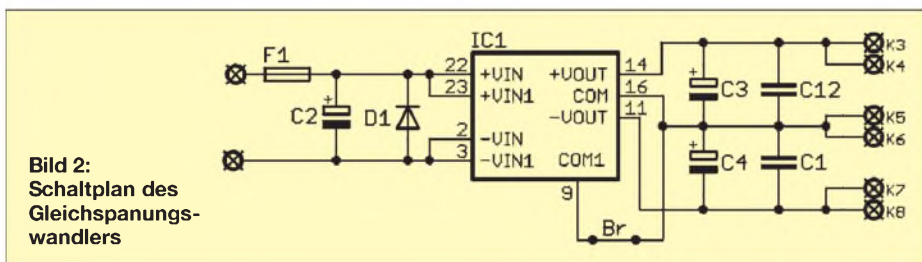 IC1
F1
22
+VIN
+VOUT
14
K3
K4
23
+VIN1
COM
16
C3
C12
+
C2
D1
-VOUT
11
K5
K6
2
-VIN
3
-VIN1
COM1
+
C4
C1
9
K7
K8
Br
Bild 2:
Schaltplan des
Gleichspanungs-
wandlers
+